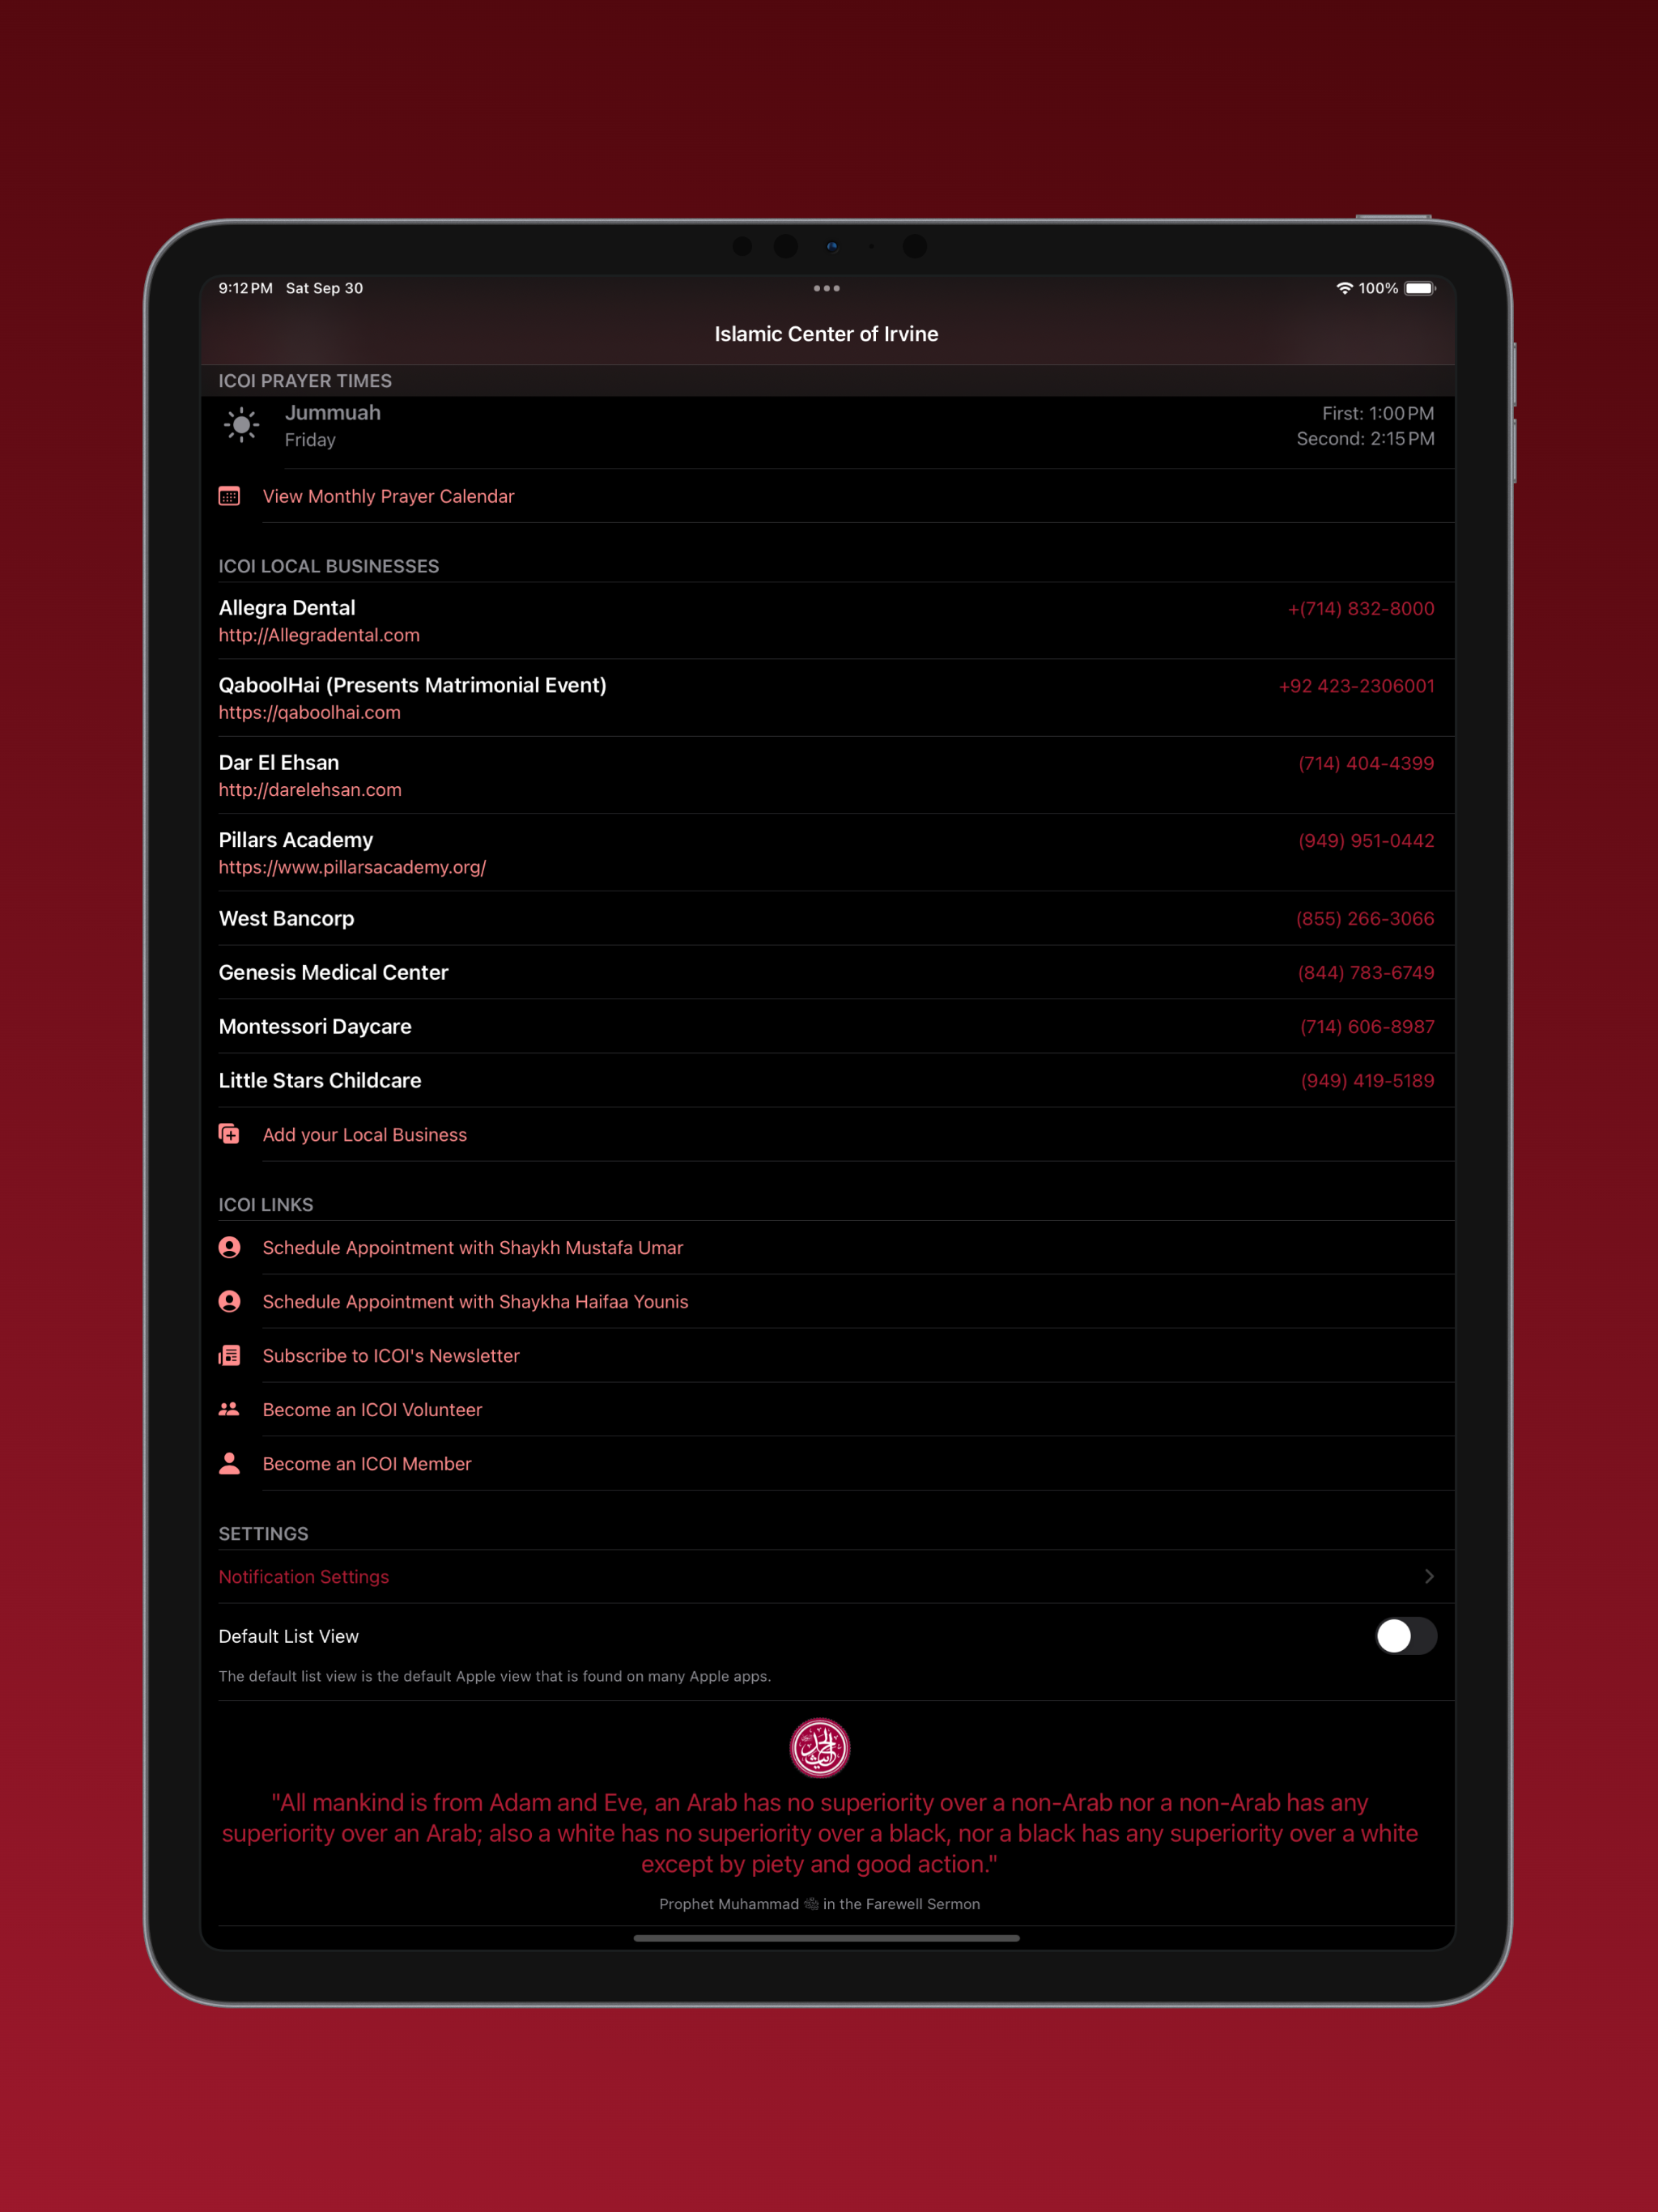 9:12 PM Sat Sep 30
100%
Islamic Center of Irvine
ICOI PRAYER TIMES
Jummuah
First: 1:00 PM
Friday
Second: 2:15 PM
View Monthly Prayer Calendar
ICOI LOCAL BUSINESSES
Allegra Dental
+(714) 832-8000
http://Allegradental.com
QaboolHai (Presents Matrimonial Event)
+92 423-2306001
https://qaboolhai.com
Dar El Ehsan
(714) 404-4399
http://darelehsan.com
Pillars Academy
(949) 951-0442
https://www.pillarsacademy.org/
West Bancorp
(855) 266-3066
Genesis Medical Center
(844) 783-6749
Montessori Daycare
(714) 606-8987
Little Stars Childcare
(949) 419-5189
Add your Local Business
ICOI LINKS
Schedule Appointment with Shaykh Mustafa Umar
Schedule Appointment with Shaykha Haifaa Younis
Subscribe to ICOI's Newsletter
Become an ICOI Volunteer
Become an ICOI Member
SETTINGS
Notification Settings
Default List View
The default list view is the default Apple view that is found on many Apple apps.
"All mankind is from Adam and Eve, an Arab has no superiority over a non-Arab nor a non-Arab has any
superiority over an Arab; also a white has no superiority over a black, nor a black has any superiority over a white
except by piety and good action."
Prophet Muhammad ﷺ in the Farewell Sermon